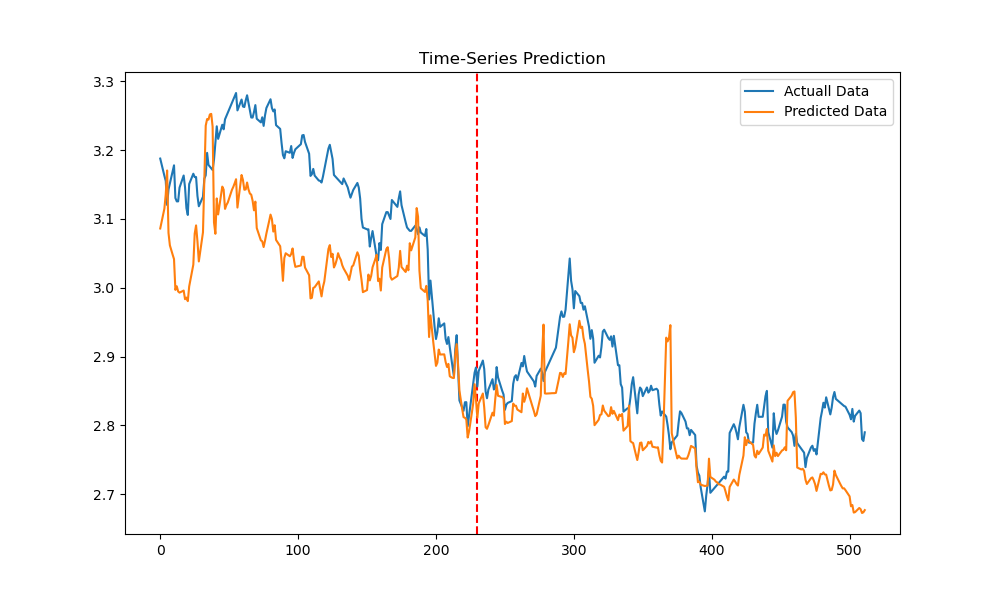 Time-Series Prediction
Actuall Data
Predicted Data
3.3
3.2
3.1
3.0
2.9
2.8
2.7
0 100 200 300 400 500